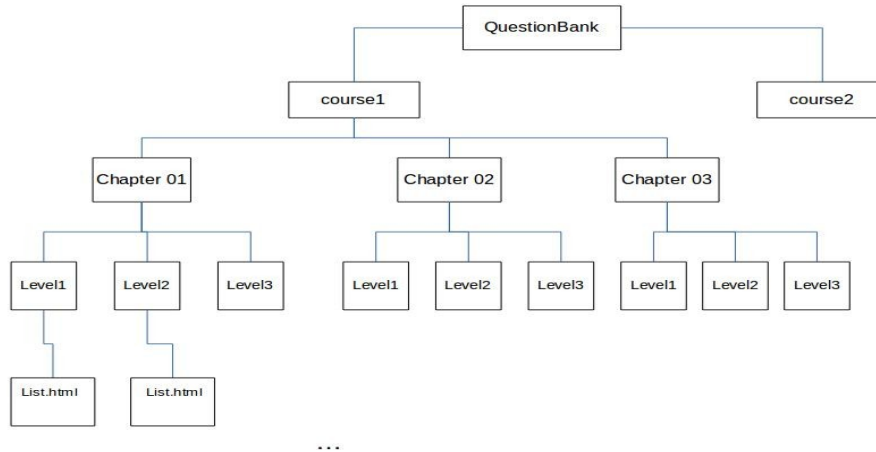 QuestionBank
course1
course2
Chapter 01
Chapter 02
Chapter 03
Level1
Level2
Level3
Level1
Level2
Level3
Level1
Level2
Level3
List.html
List.html
...